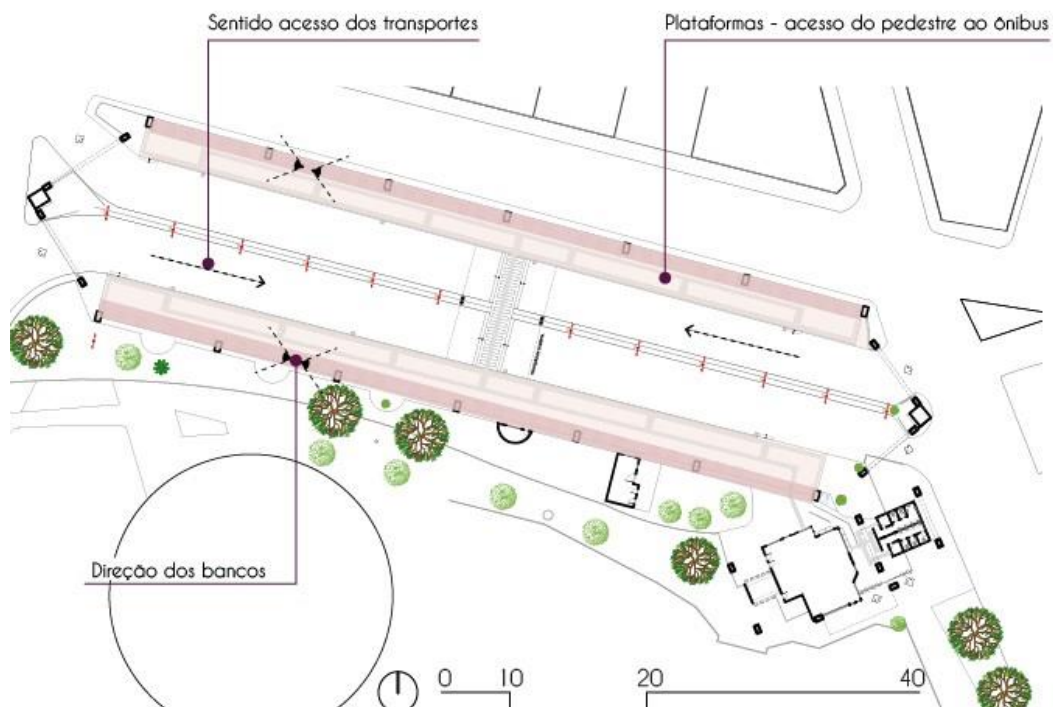 Sentido acesso dos transportes
Plataformas - acesso do pedestre ao ônibus
Direção dos bancos
0 10 20 40